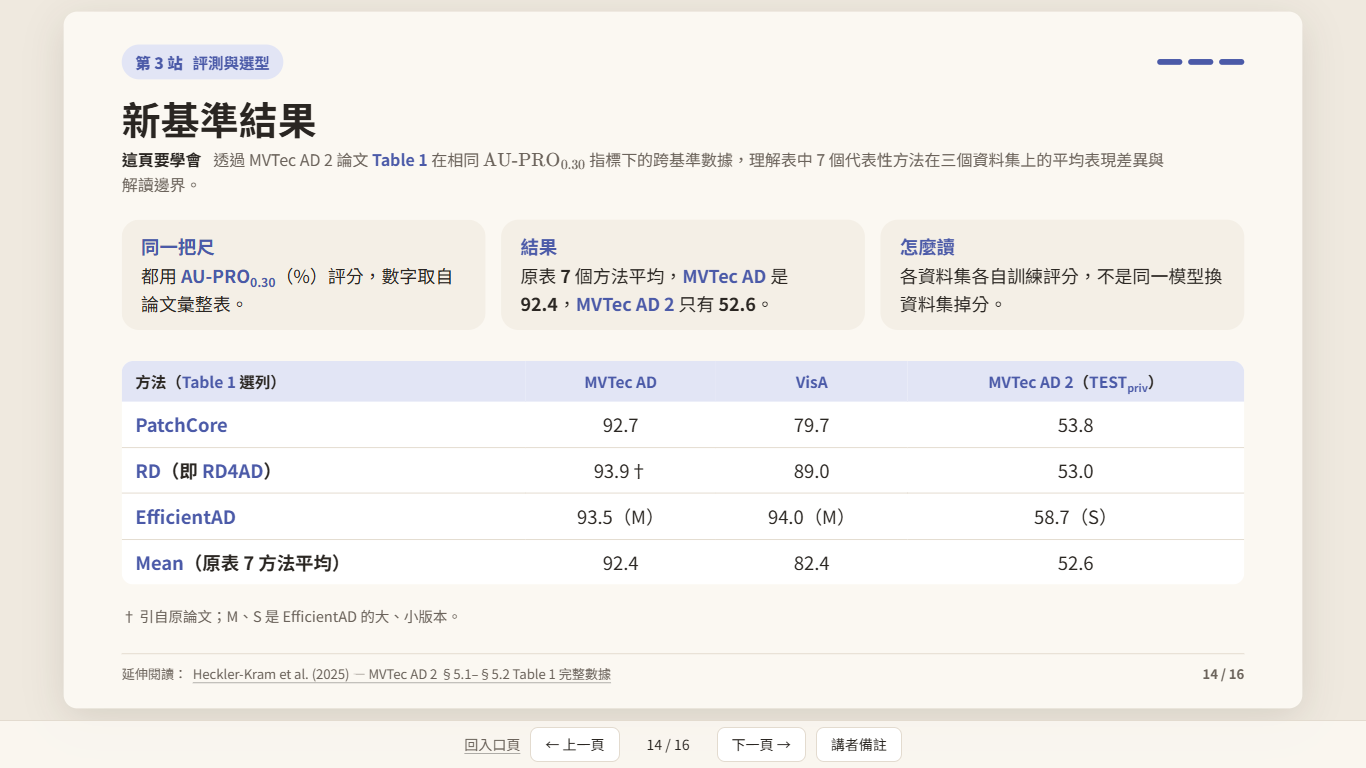 第 3 站 評測與選型
新基準結果
這頁要學會 透過 MVTec AD 2 論文 Table 1 在相同 AU-PRO0.30 指標下的跨基準數據，理解表中 7 個代表性方法在三個資料集上的平均表現差異與
解讀邊界。
同一把尺
都用 AU-PRO0.30（%）評分，數字取自
論文彙整表。
結果
原表 7 個方法平均，MVTec AD 是
92.4，MVTec AD 2 只有 52.6。
怎麼讀
各資料集各自訓練評分，不是同一模型換
資料集掉分。
方法（Table 1 選列） MVTec AD VisA MVTec AD 2（TESTpriv）
PatchCore 92.7 79.7 53.8
RD（即 RD4AD） 93.9 † 89.0 53.0
EfficientAD 93.5（M） 94.0（M） 58.7（S）
Mean（原表 7 方法平均） 92.4 82.4 52.6
† 引自原論文；M、S 是 EfficientAD 的大、小版本。
延伸閱讀： Heckler-Kram et al. (2025) — MVTec AD 2 §5.1–§5.2 Table 1 完整數據
14 / 16
回入口頁 ← 上一頁 14 / 16 下一頁 → 講者備註